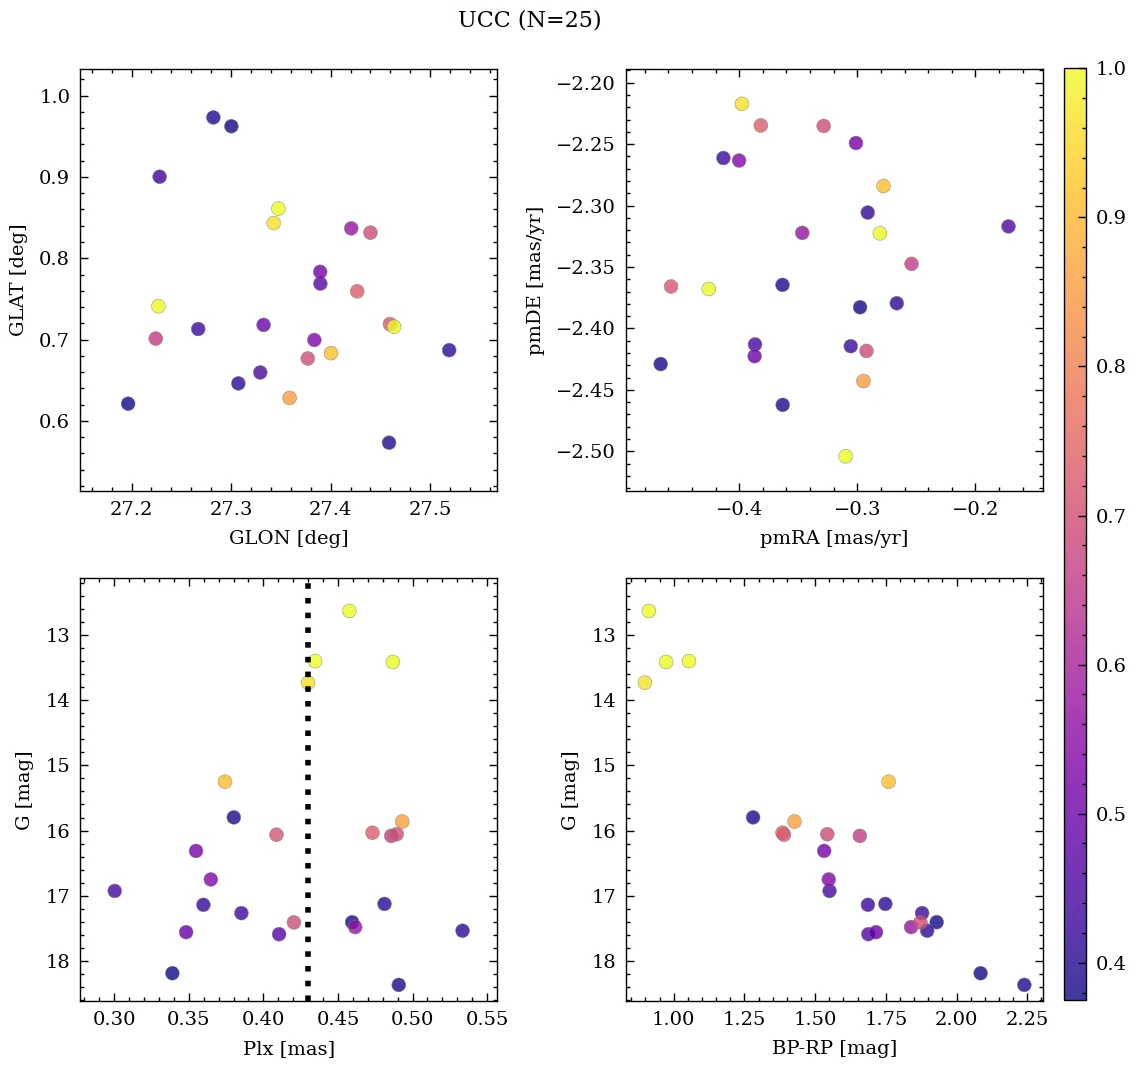 UCC (N=25)
1.0
0.9
0.8
0.7
0.6
GLAT [deg]
27.2 27.3 27.4 27.5
GLON [deg]
−2.20
−2.25
−2.30
−2.35
−2.40
−2.45
−2.50
pmDE [mas/yr]
−0.4 −0.3 −0.2
pmRA [mas/yr]
13
14
15
16
17
18
G [mag]
0.30 0.35 0.40 0.45 0.50 0.55
Plx [mas]
13
14
15
16
17
18
G [mag]
1.00 1.25 1.50 1.75 2.00 2.25
BP-RP [mag]
1.0
0.9
0.8
0.7
0.6
0.5
0.4